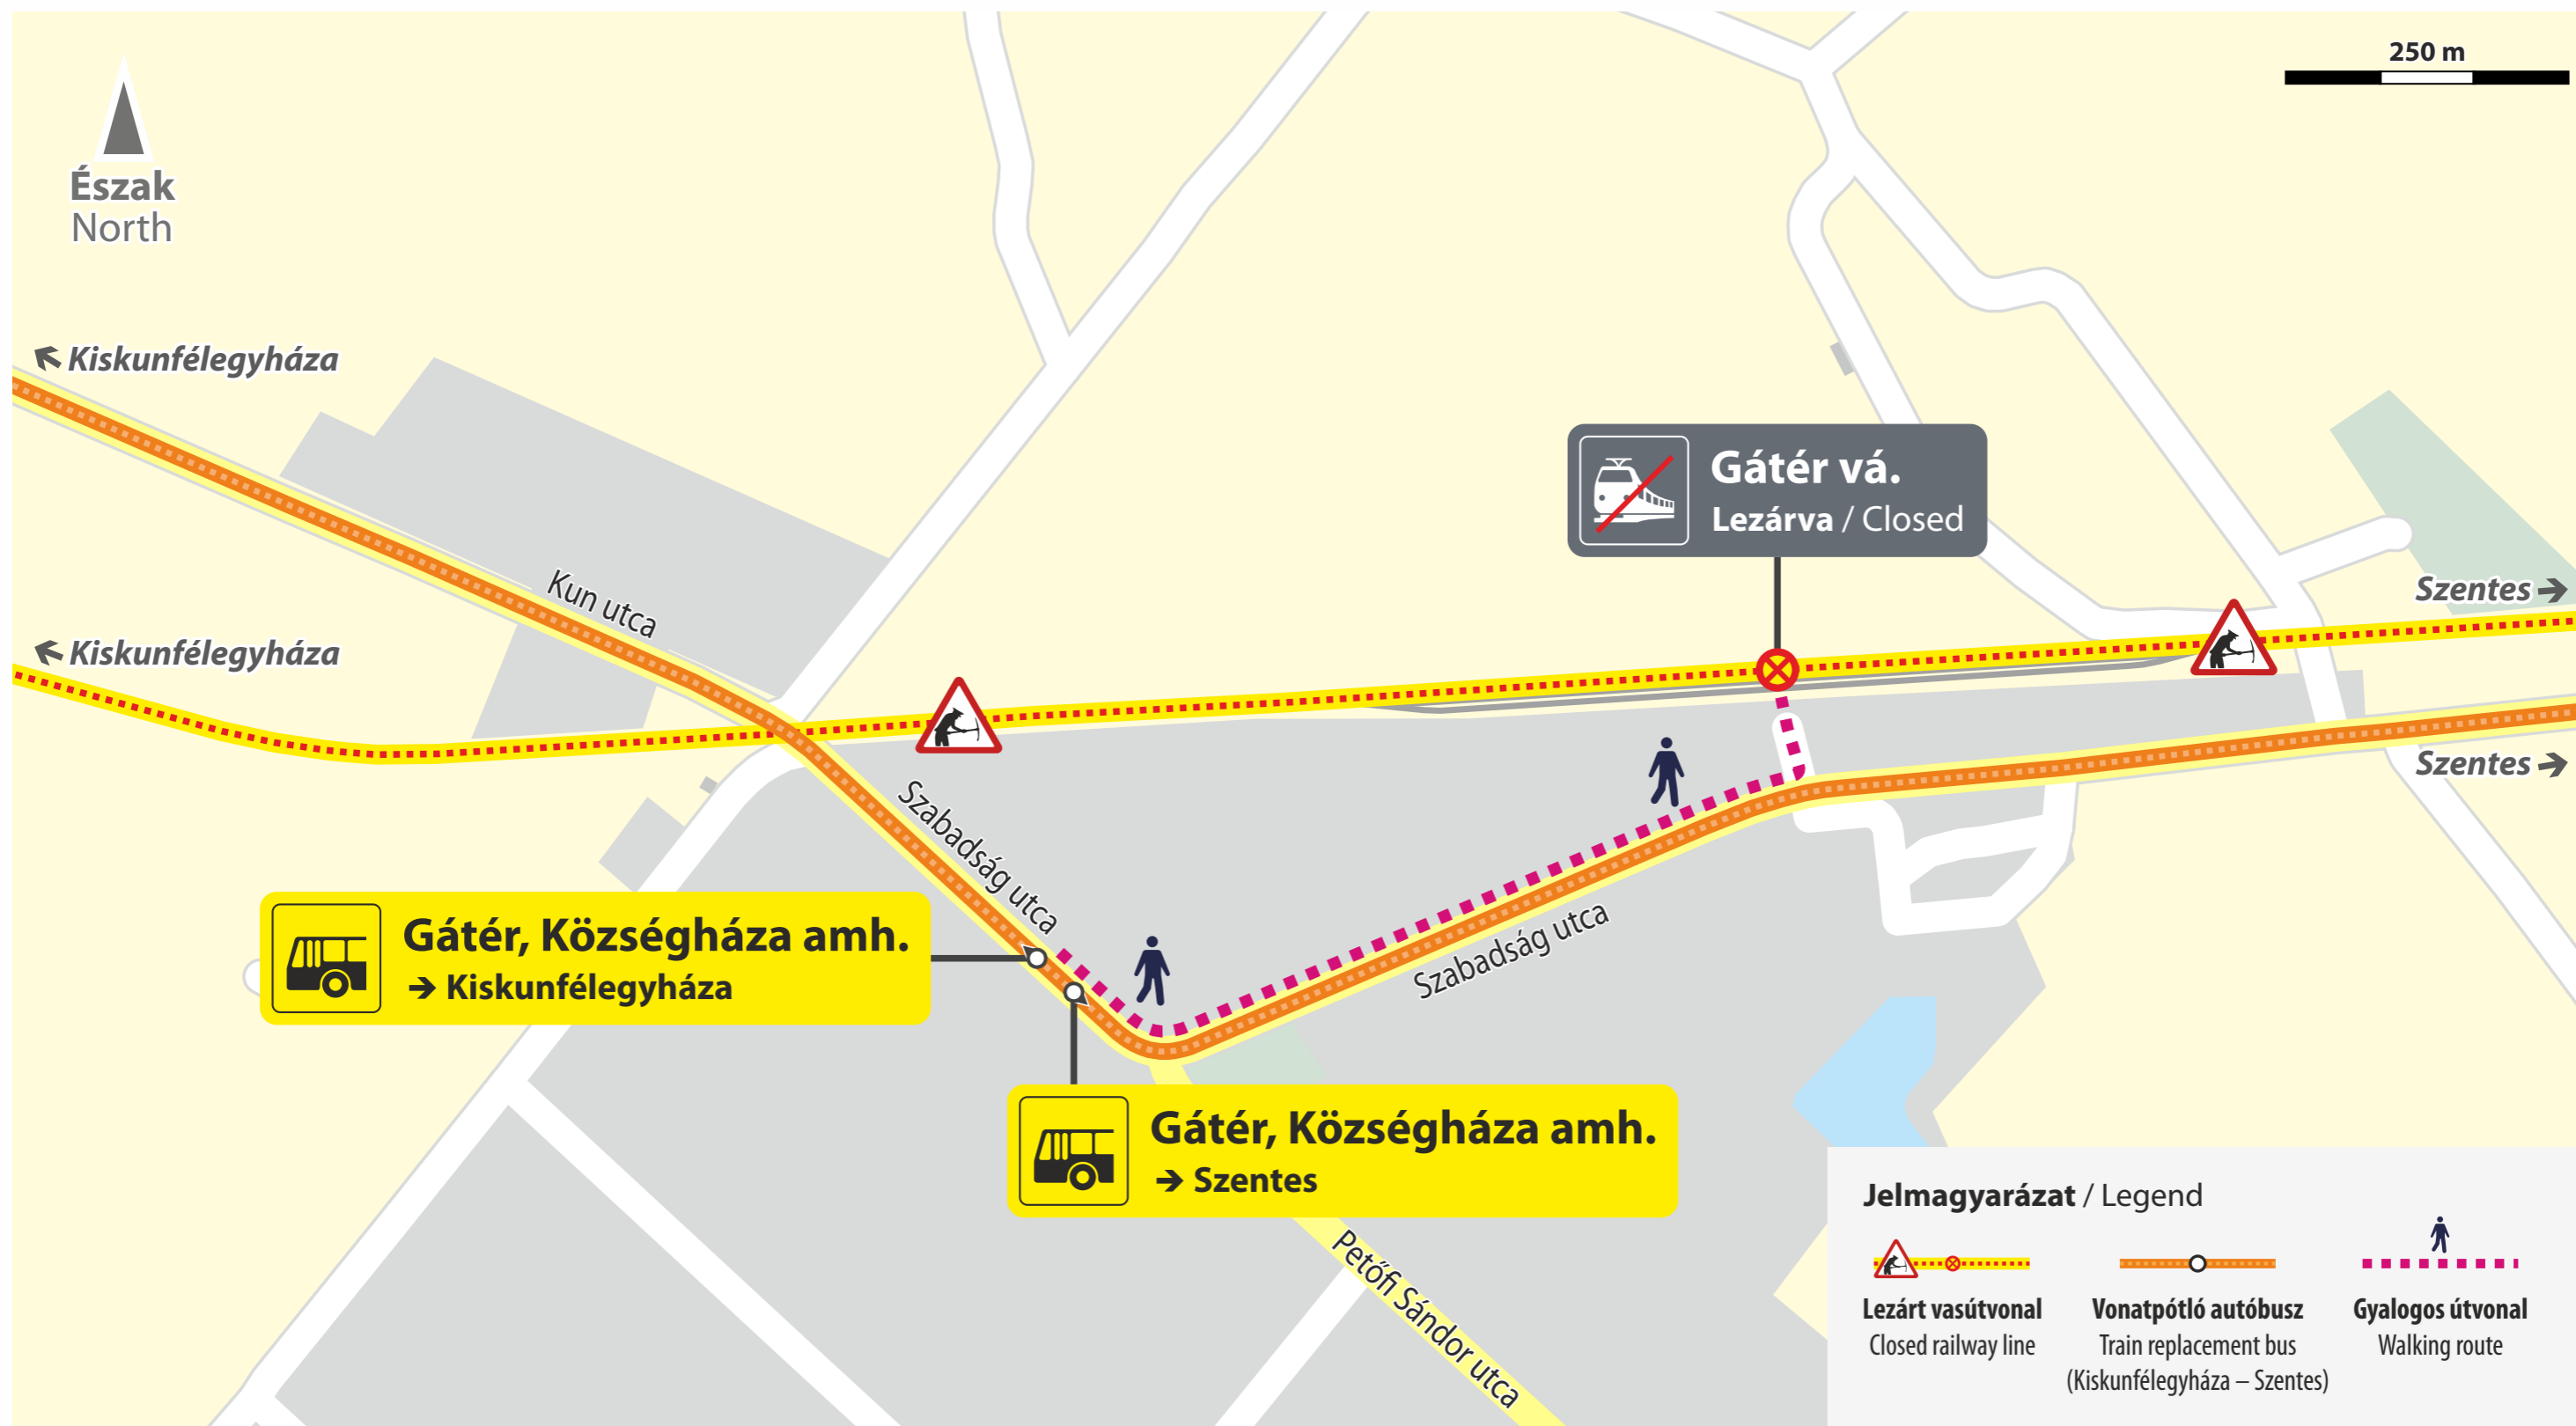 250 m
Észak
North
Kiskunfélegyháza
Kun utca
Kiskunfélegyháza
Gátér vá.
Lezárva / Closed
Szentes
Szentes
Szabadság utca
Gátér, Községháza amh.
→ Kiskunfélegyháza
Szabadság utca
Gátér, Községháza amh.
→ Szentes
Petőfi Sándor utca
Jelmagyarázat / Legend
Lezárt vasútvonal
Closed railway line
Vonatpótló autóbusz
Train replacement bus
(Kiskunfélegyháza – Szentes)
Gyalogos útvonal
Walking route